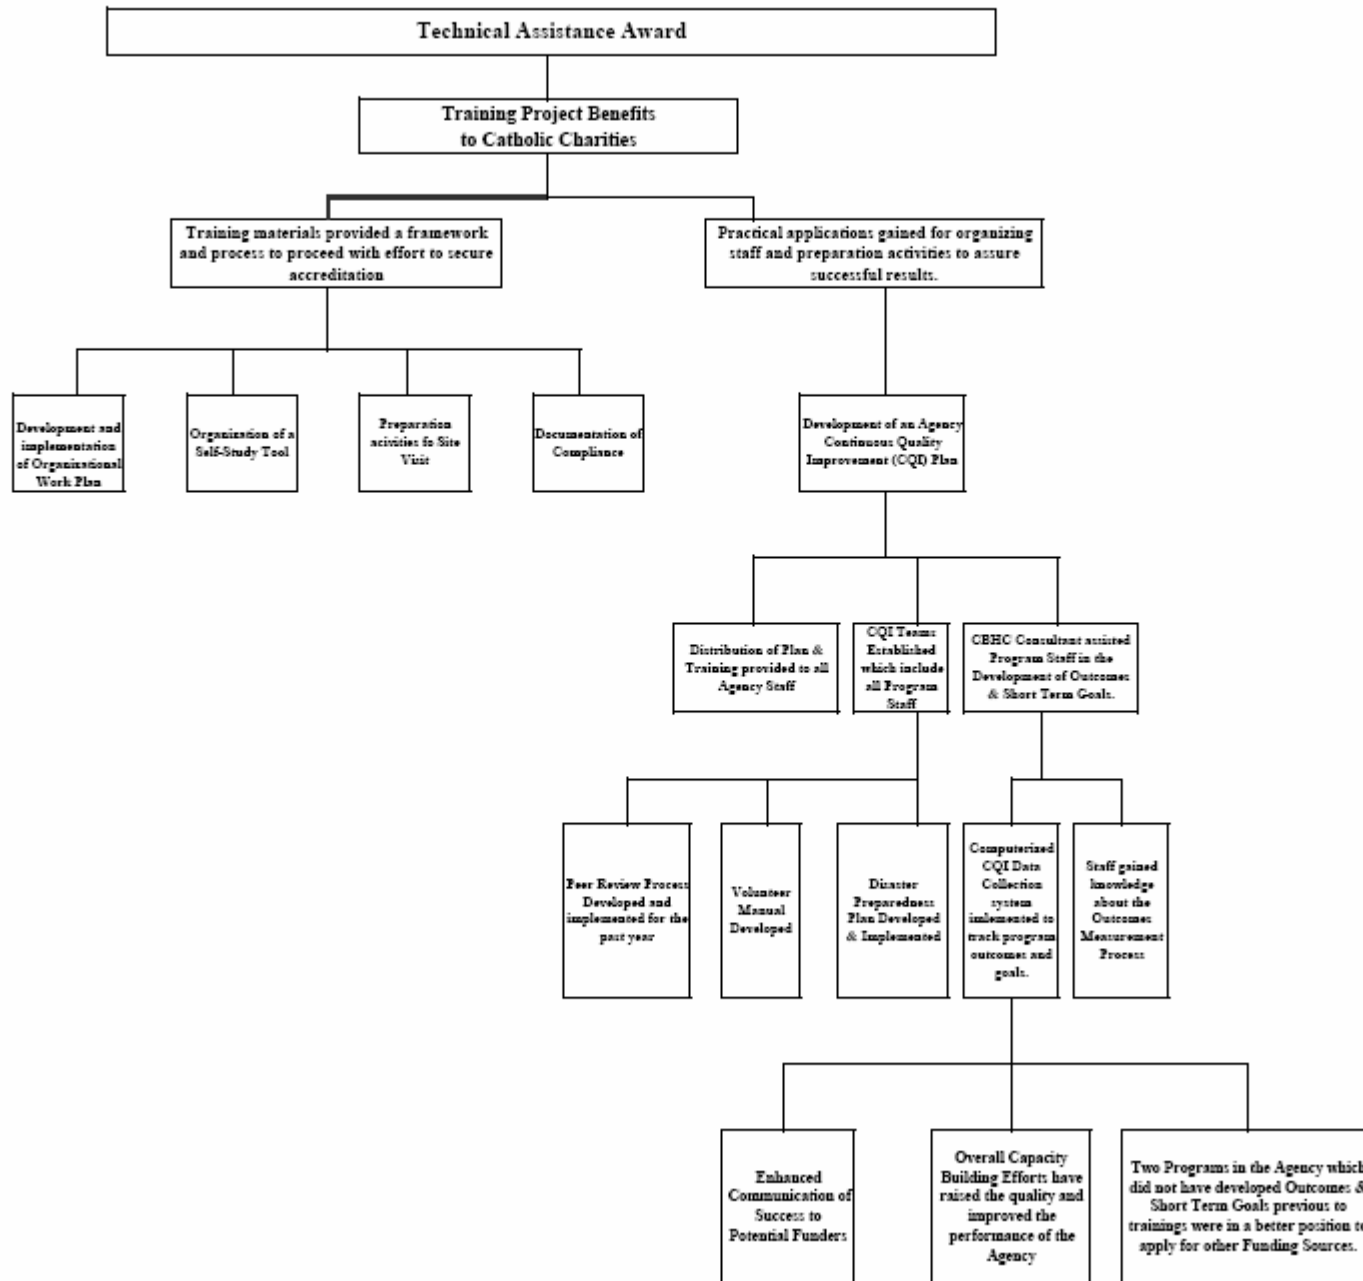 Technical Assistance Award
Training Project Benefits
to Catholic Charities
Training materials provided a framework
and process to proceed with effort to secure
accreditation
Practical applications gained for organizing
staff and preparation activities to assure
successful results.
Development and
implementation
of Organizational
Work Plan
Organization of a
Self-Study Tool
Preparation
acivities fo Site
Visit
Documentation of
Compliance
Development of an Agency
Continuous Quality
Improvement (CQI) Plan
Distribution of Plan &
Training provided to all
Agency Staff
CQI Teams
Established
which include
all Program
Staff
CBHC Consultant assisted
Program Staff in the
Development of Outcomes
& Short Term Goals.
Peer Review Process
Developed and
implemented for the
past year
Volunteer
Manual
Developed
Disaster
Preparedness
Plan Developed
& Implemented
Computerized
CQI Data
Collection
system
imlemented to
track program
outcomes and
goals.
Staff gained
knowledge
about the
Outcomes
Measurement
Process
Enhanced
Communication of
Success to
Potential Funders
Overall Capacity
Building Efforts have
raised the quality and
improved the
performance of the
Agency
Two Programs in the Agency which
did not have developed Outcomes &
Short Term Goals previous to
trainings were in a better position to
apply for other Funding Sources.